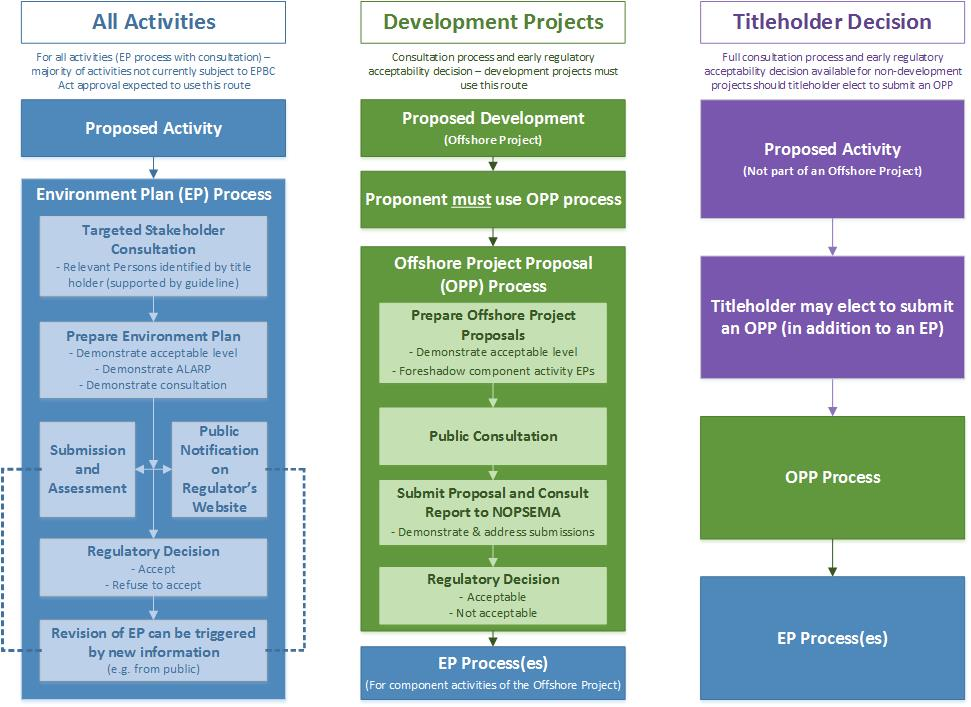 All Activities
For all activities (EP process with consultation) –
majority of activities not currently subject to EPBC
Act approval expected to use this route
Proposed Activity
Environment Plan (EP) Process
Targeted Stakeholder
Consultation
- Relevant Persons identified by title
holder (supported by guideline)
Prepare Environment Plan
- Demonstrate acceptable level
- Demonstrate ALARP
- Demonstrate consultation
Submission
and
Assessment
Public
Notification
on
Regulator's
Website
Regulatory Decision
- Accept
- Refuse to accept
Revision of EP can be triggered
by new information
(e.g. from public)
Development Projects
Consultation process and early regulatory
acceptability decision – development projects must
use this route
Proposed Development
(Offshore Project)
Proponent must use OPP process
Offshore Project Proposal
(OPP) Process
Prepare Offshore Project
Proposals
- Demonstrate acceptable level
- Foreshadow component activity EPs
Public Consultation
Submit Proposal and Consult
Report to NOPSEMA
- Demonstrate & address submissions
Regulatory Decision
- Acceptable
- Not acceptable
EP Process(es)
(For component activities of the Offshore Project)
Titleholder Decision
Full consultation process and early regulatory
acceptability decision available for non-development
projects should titleholder elect to submit an OPP
Proposed Activity
(Not part of an Offshore Project)
Titleholder may elect to submit
an OPP (in addition to an EP)
OPP Process
EP Process(es)